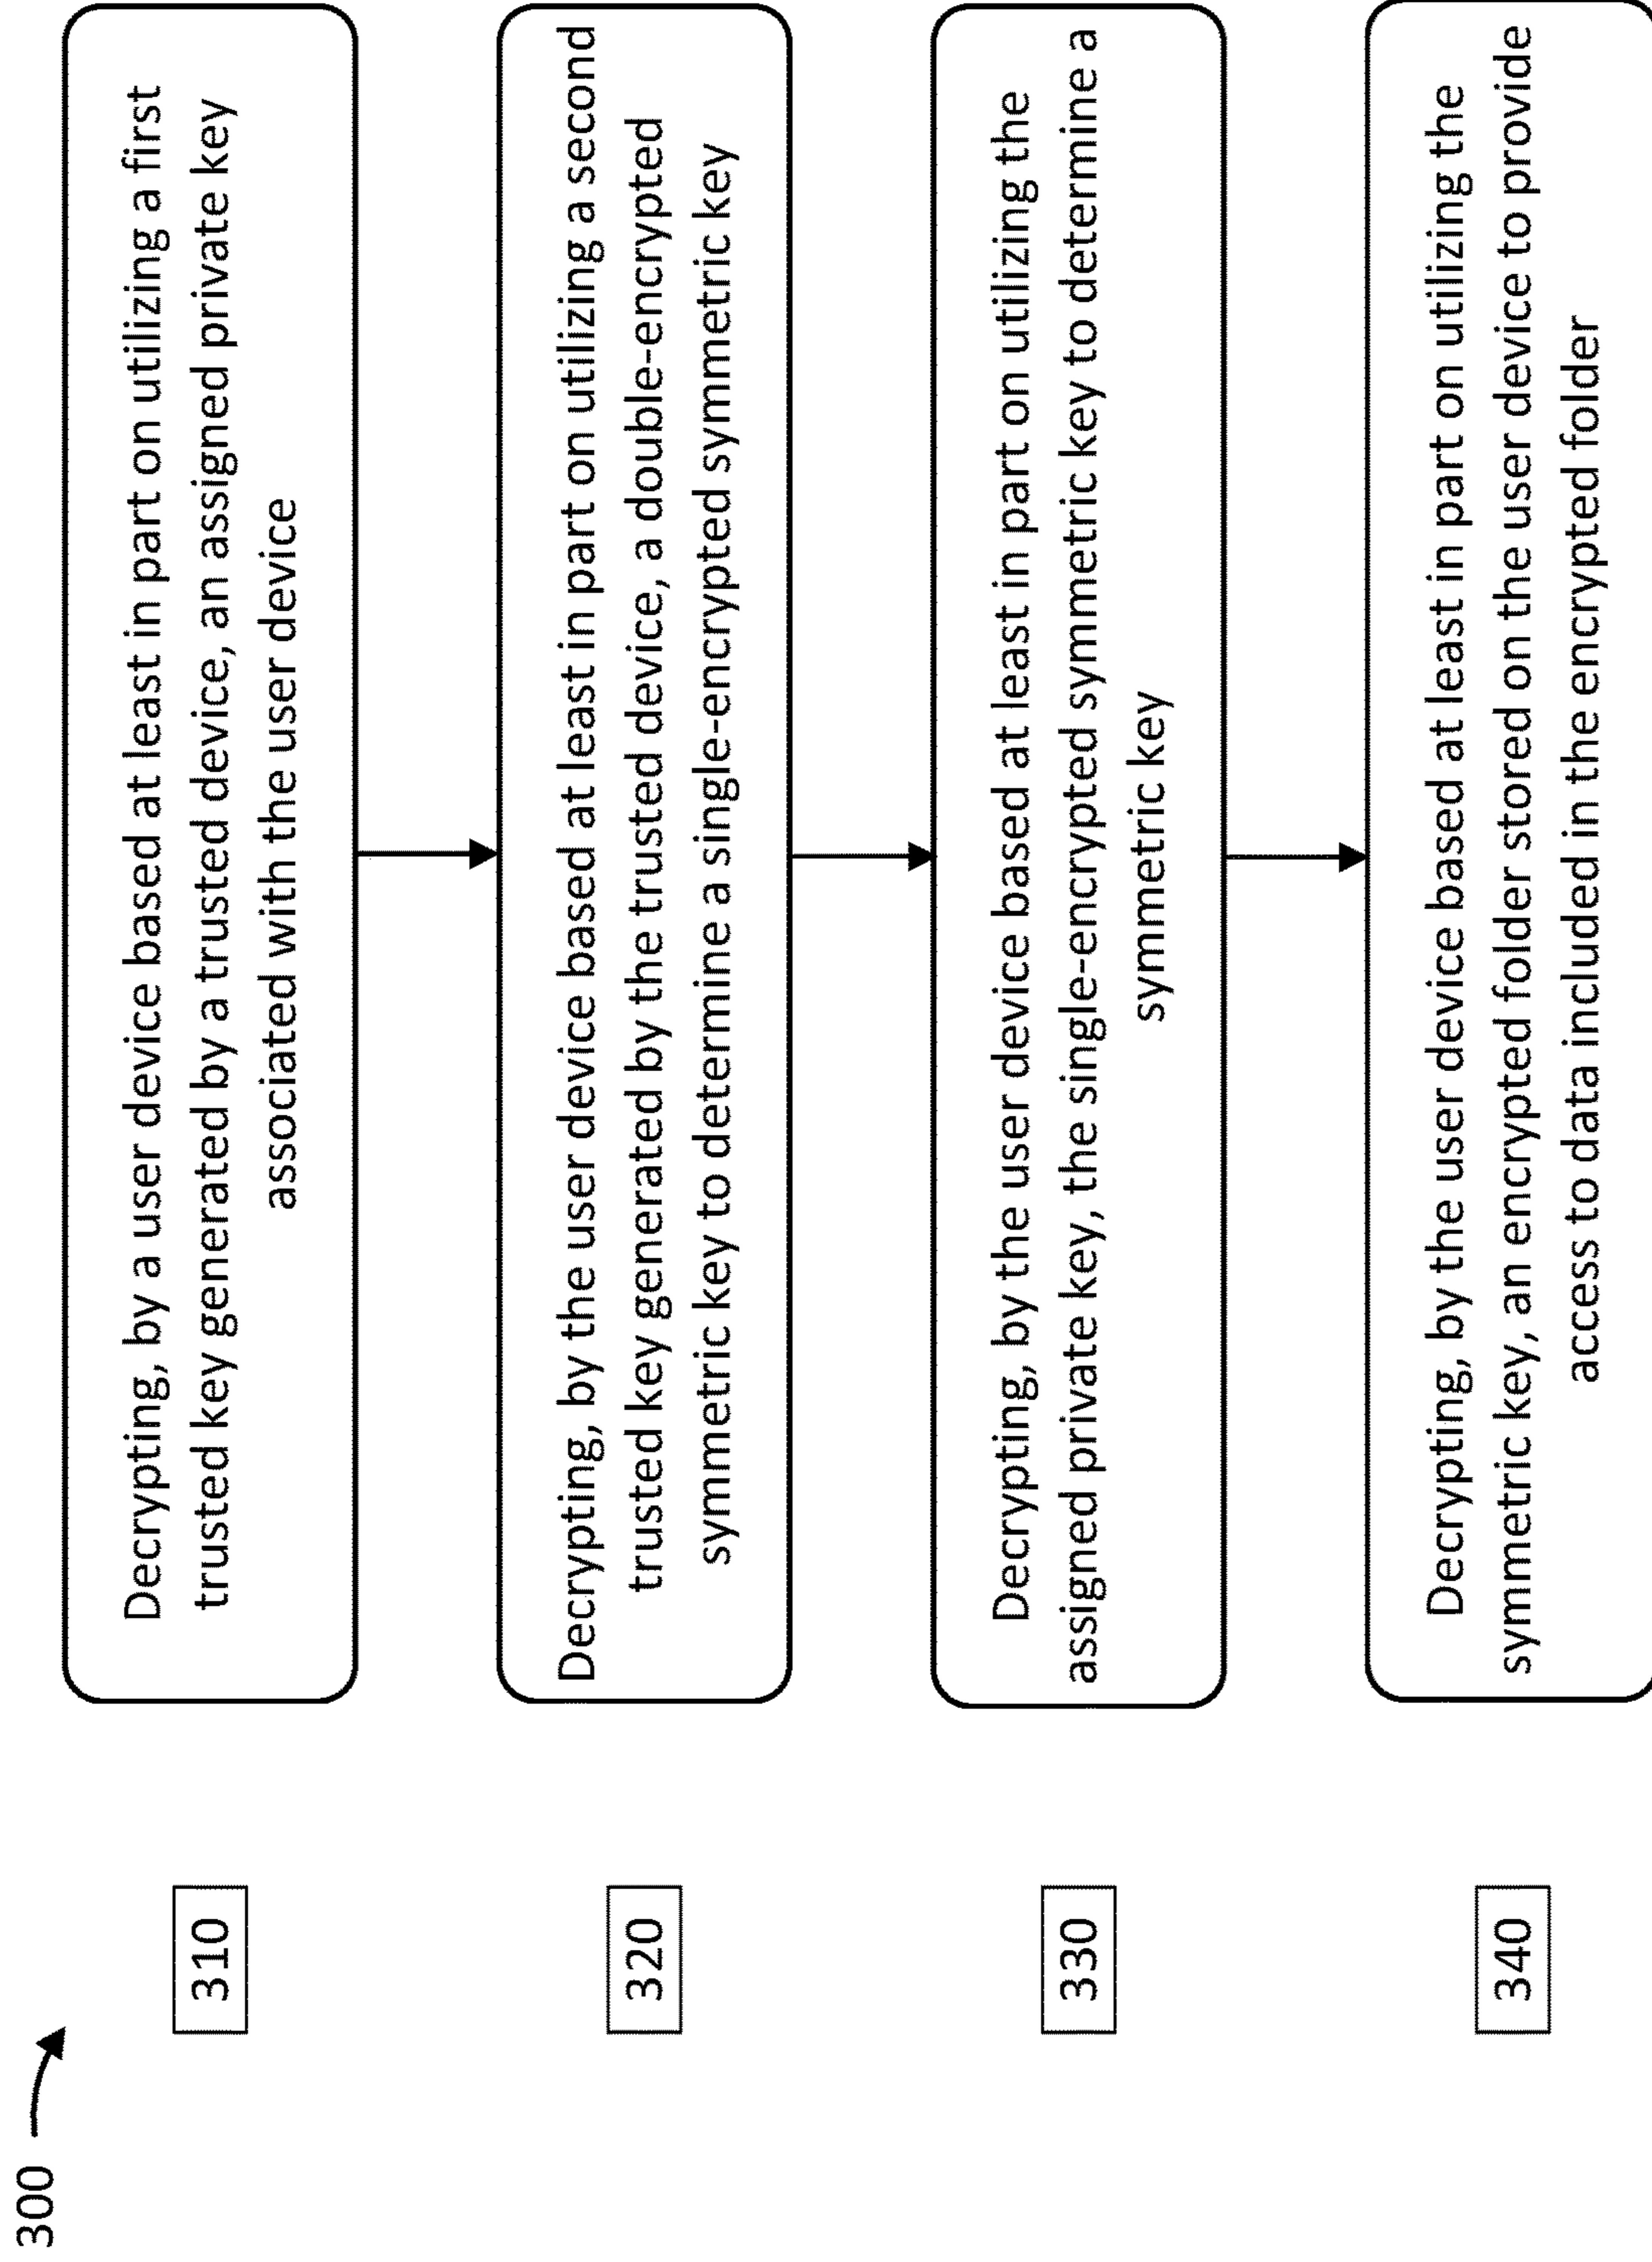 300
310
Decrypting, by a user device based at least in part on utilizing a first
trusted key generated by a trusted device, an assigned private key
associated with the user device
320
Decrypting, by the user device based at least in part on utilizing a second
trusted key generated by the trusted device, a double-encrypted
symmetric key to determine a single-encrypted symmetric key
330
Decrypting, by the user device based at least in part on utilizing the
assigned private key, the single-encrypted symmetric key to determine a
symmetric key
340
Decrypting, by the user device based at least in part on utilizing the
symmetric key, an encrypted folder stored on the user device to provide
access to data included in the encrypted folder